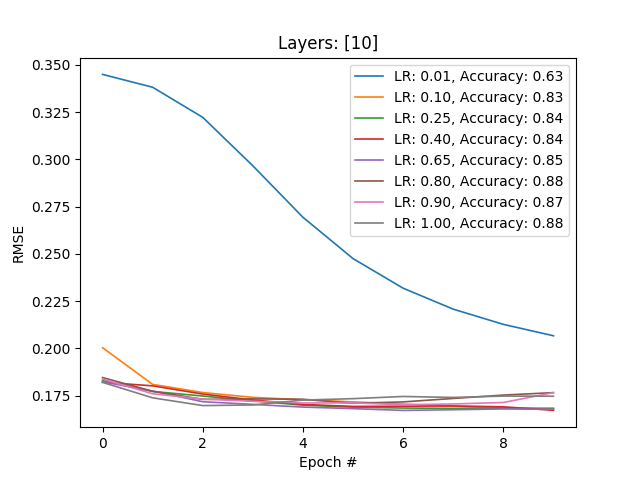 Layers: [10]
0.350
0.325
0.300
0.275
0.250
0.225
0.200
0.175
RMSE
LR: 0.01, Accuracy: 0.63
LR: 0.10, Accuracy: 0.83
LR: 0.25, Accuracy: 0.84
LR: 0.40, Accuracy: 0.84
LR: 0.65, Accuracy: 0.85
LR: 0.80, Accuracy: 0.88
LR: 0.90, Accuracy: 0.87
LR: 1.00, Accuracy: 0.88
0 2 4 6 8
Epoch #